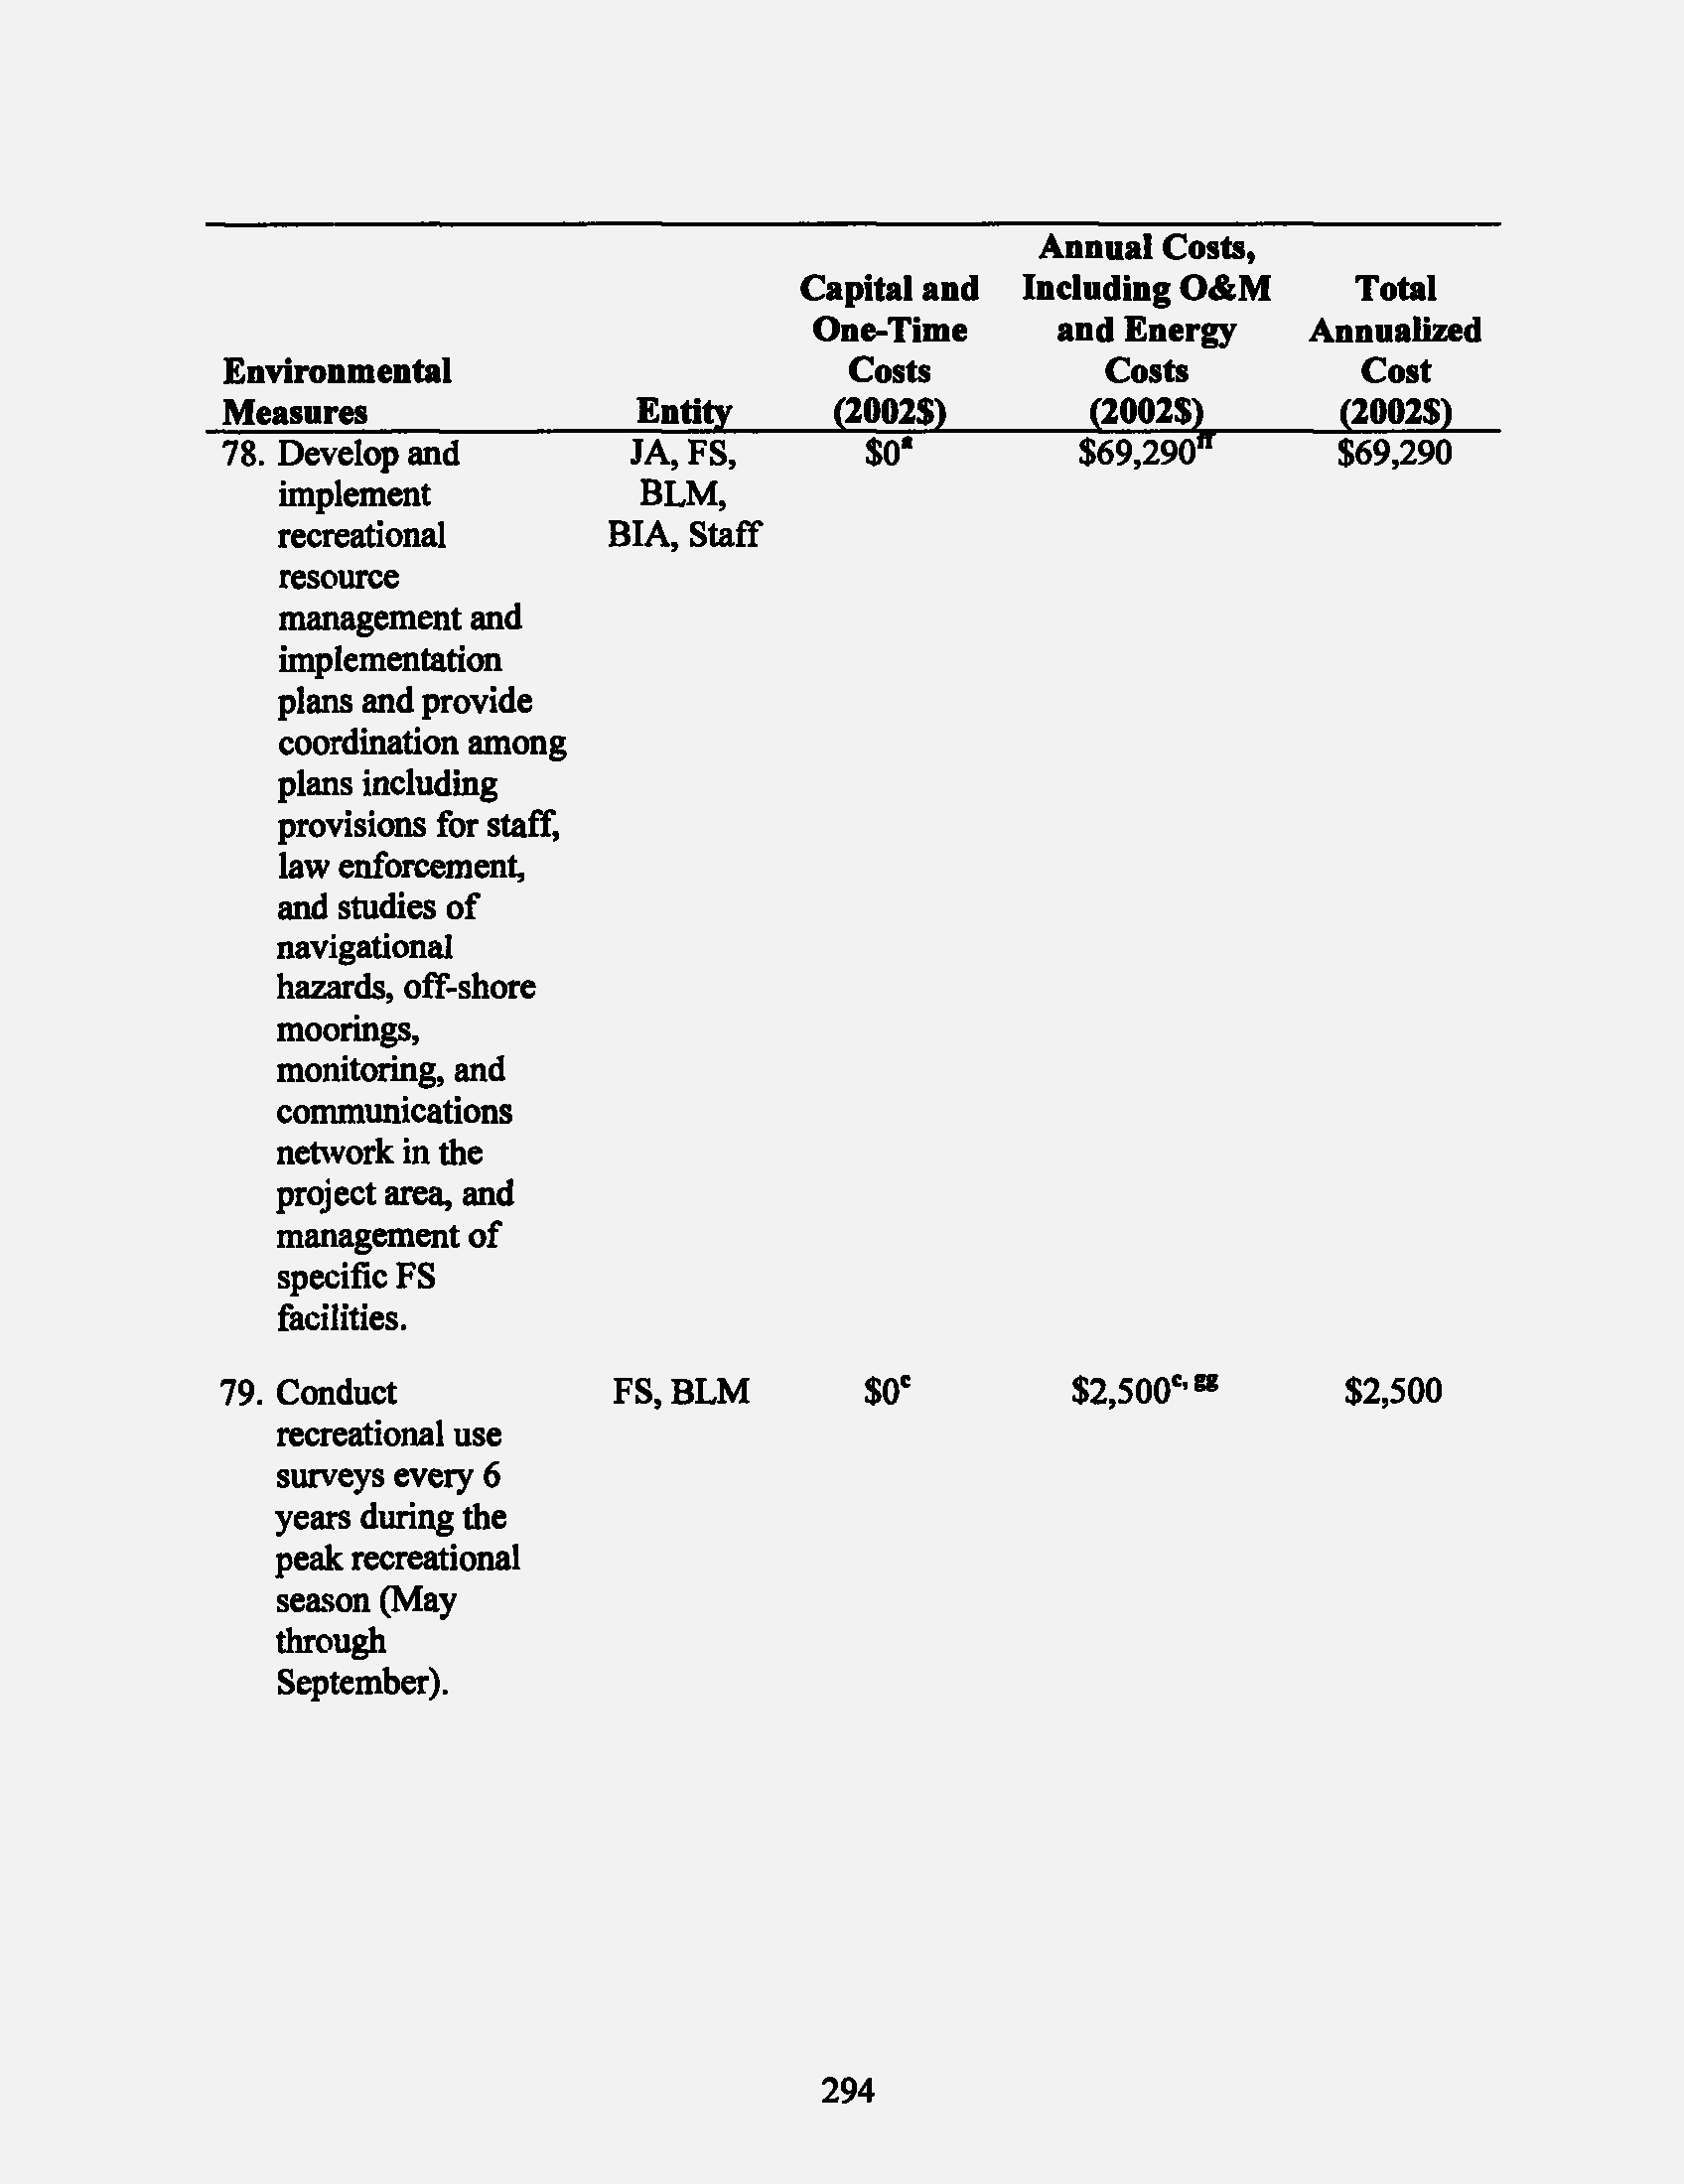 Annual Costs,
Capital and Including O&M Total
One-Time and Energy Annualized
Environmental Costs Costs Cost
Measures Entity (2002$) (2002$) (2002$)
78. Develop and JA, FS, $0ª $69,290ff $69,290
implement BLM,
recreational BIA, Staff
resource
management and
implementation
plans and provide
coordination among
plans including
provisions for staff,
law enforcement,
and studies of
navigational
hazards, off-shore
moorings,
monitoring, and
communications
network in the
project area, and
management of
specific FS
facilities.
79. Conduct FS, BLM $0c $2,500c, gg $2,500
recreational use
surveys every 6
years during the
peak recreational
season (May
through
September).
294